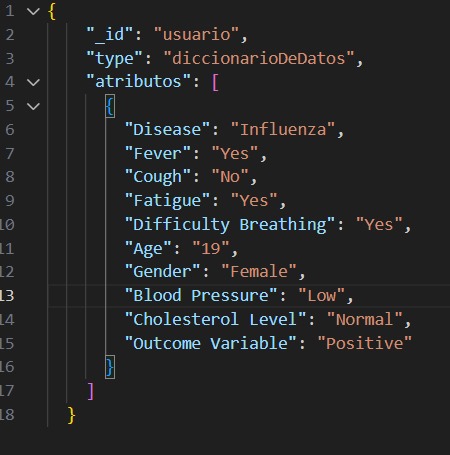 1 {
2 "_id": "usuario",
3 "type": "diccionarioDeDatos",
4 "atributos": [
5 {
6 "Disease": "Influenza",
7 "Fever": "Yes",
8 "Cough": "No",
9 "Fatigue": "Yes",
10 "Difficulty Breathing": "Yes",
11 "Age": "19",
12 "Gender": "Female",
13 "Blood Pressure": "Low",
14 "Cholesterol Level": "Normal",
15 "Outcome Variable": "Positive"
16 }
17 ]
18 }